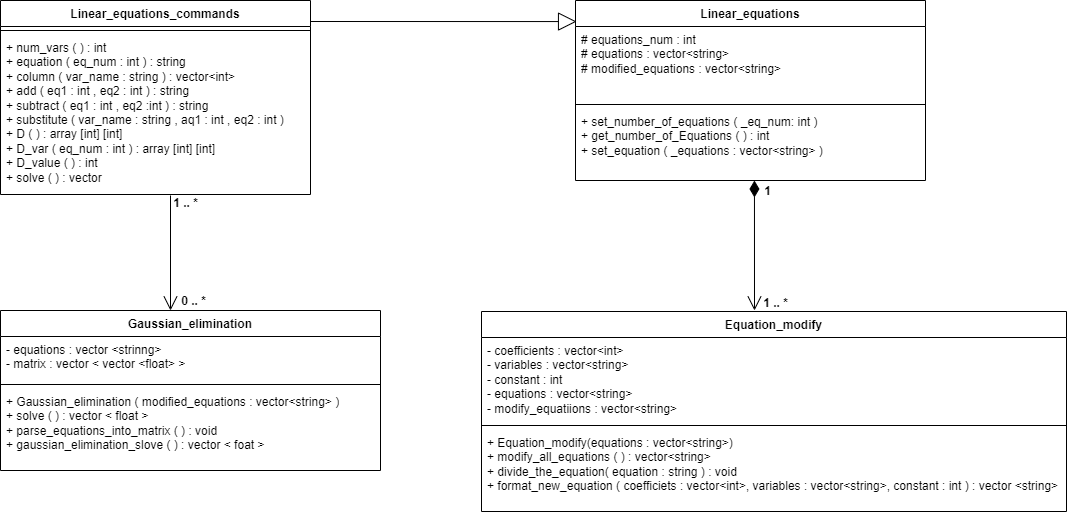 Linear_equations_commands
+ num_vars ( ) : int
+ equation ( eq_num : int ) : string
+ column ( var_name : string ) : vector<int>
+ add ( eq1 : int , eq2 : int ) : string
+ subtract ( eq1 : int , eq2 :int ) : string
+ substitute ( var_name : string , aq1 : int , eq2 : int )
+ D ( ) : array [int] [int]
+ D_var ( eq_num : int ) : array [int] [int]
+ D_value ( ) : int
+ solve ( ) : vector
Linear_equations
# equations_num : int
# equations : vector<string>
# modified_equations : vector<string>
+ set_number_of_equations ( _eq_num: int )
+ get_number_of_Equations ( ) : int
+ set_equation ( _equations : vector<string> )
1 .. *
0 .. *
1
1 .. *
Gaussian_elimination
- equations : vector <strinng>
- matrix : vector < vector <float> >
+ Gaussian_elimination ( modified_equations : vector<string> )
+ solve ( ) : vector < float >
+ parse_equations_into_matrix ( ) : void
+ gaussian_elimination_slove ( ) : vector < foat >
Equation_modify
- coefficients : vector<int>
- variables : vector<string>
- constant : int
- equations : vector<string>
- modify_equatiions : vector<string>
+ Equation_modify(equations : vector<string>)
+ modify_all_equations ( ) : vector<string>
+ divide_the_equation( equation : string ) : void
+ format_new_equation ( coefficiets : vector<int>, variables : vector<string>, constant : int ) : vector <string>